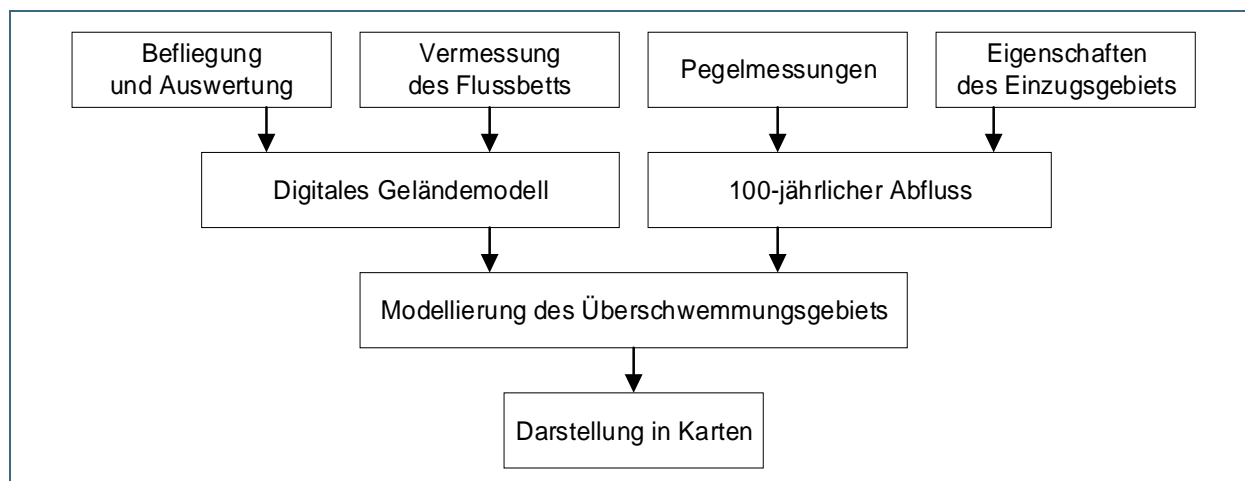 Befliegung
und Auswertung
Vermessung
des Flussbetts
Pegelmessungen
Eigenschaften
des Einzugsgebiets
Digitales Geländemodell
100-jährlicher Abfluss
Modellierung des Überschwemmungsgebiets
Darstellung in Karten